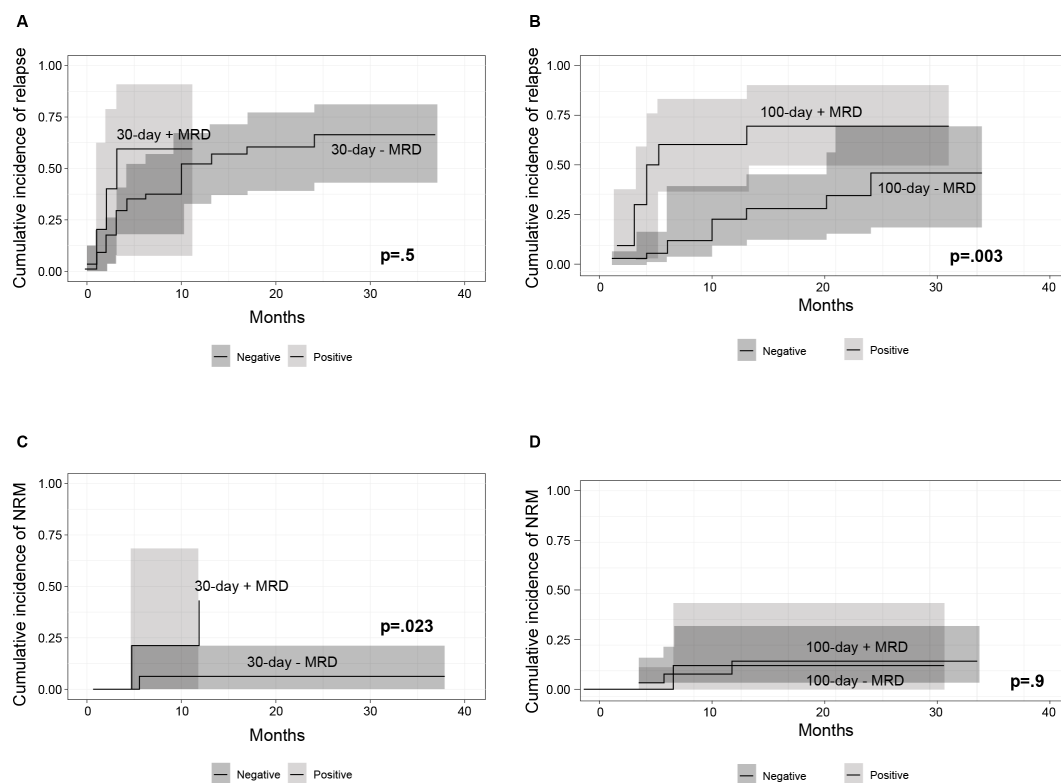 A
Cumulative incidence of relapse
1.00
0.75
0.50
0.25
0.00
30-day + MRD
30-day - MRD
p=.5
0
10
20
30
40
Months
Negative
Positive
B
Cumulative incidence of relapse
1.00
0.75
0.50
0.25
0.00
100-day + MRD
100-day - MRD
p=.003
0
10
20
30
40
Months
Negative
Positive
C
Cumulative incidence of NRM
1.00
0.75
0.50
0.25
0.00
30-day + MRD
p=.023
30-day - MRD
0
10
20
30
40
Months
Negative
Positive
D
Cumulative incidence of NRM
1.00
0.75
0.50
0.25
0.00
100-day + MRD
100-day - MRD
p=.9
0
10
20
30
40
Months
Negative
Positive